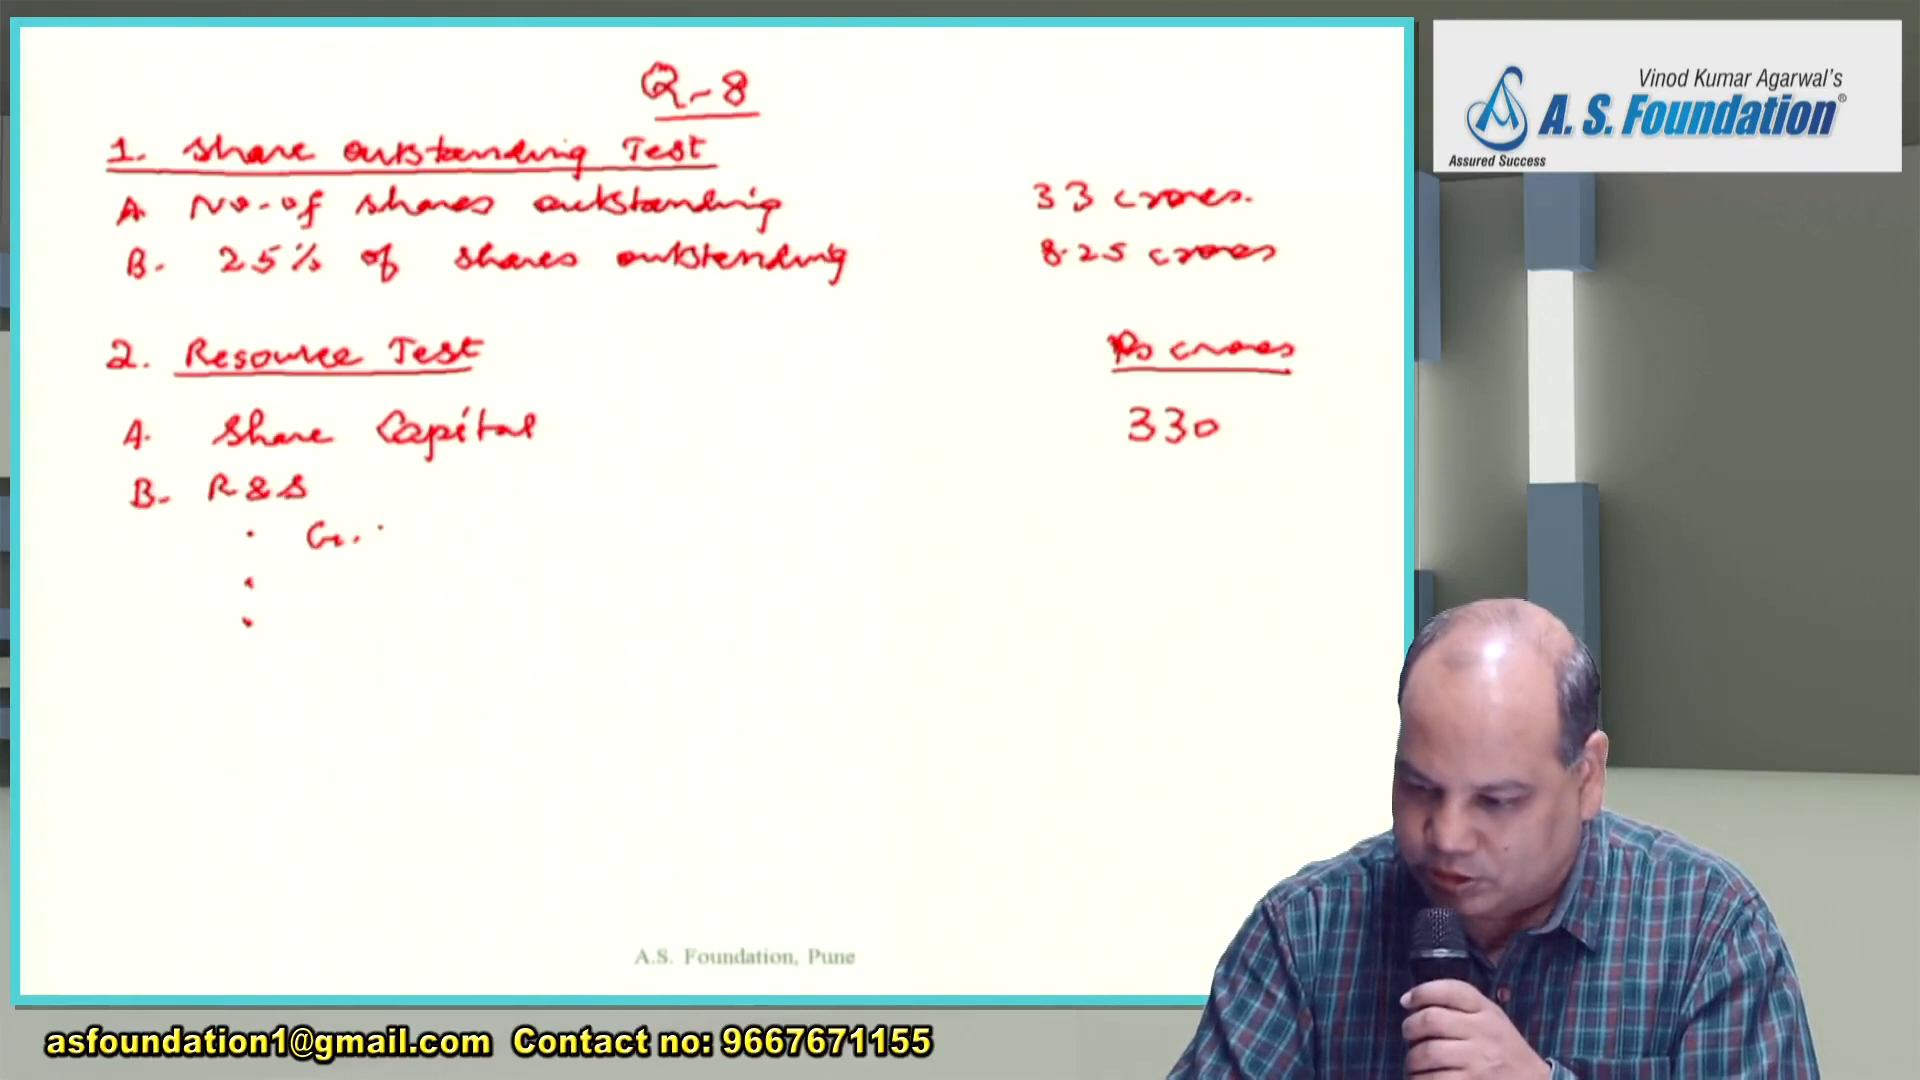 Q-8
1. Share outstanding Test
A. No. of shares outstanding 33 crores.
B. 25% of shares outstanding 8.25 crores
2. Resource Test Rs crores
A. Share Capital 330
B. R & S
. G.
.
.
A.S. Foundation, Pune
Vinod Kumar Agarwal's
A. S. Foundation®
Assured Success
asfoundation1@gmail.com Contact no: 9667671155